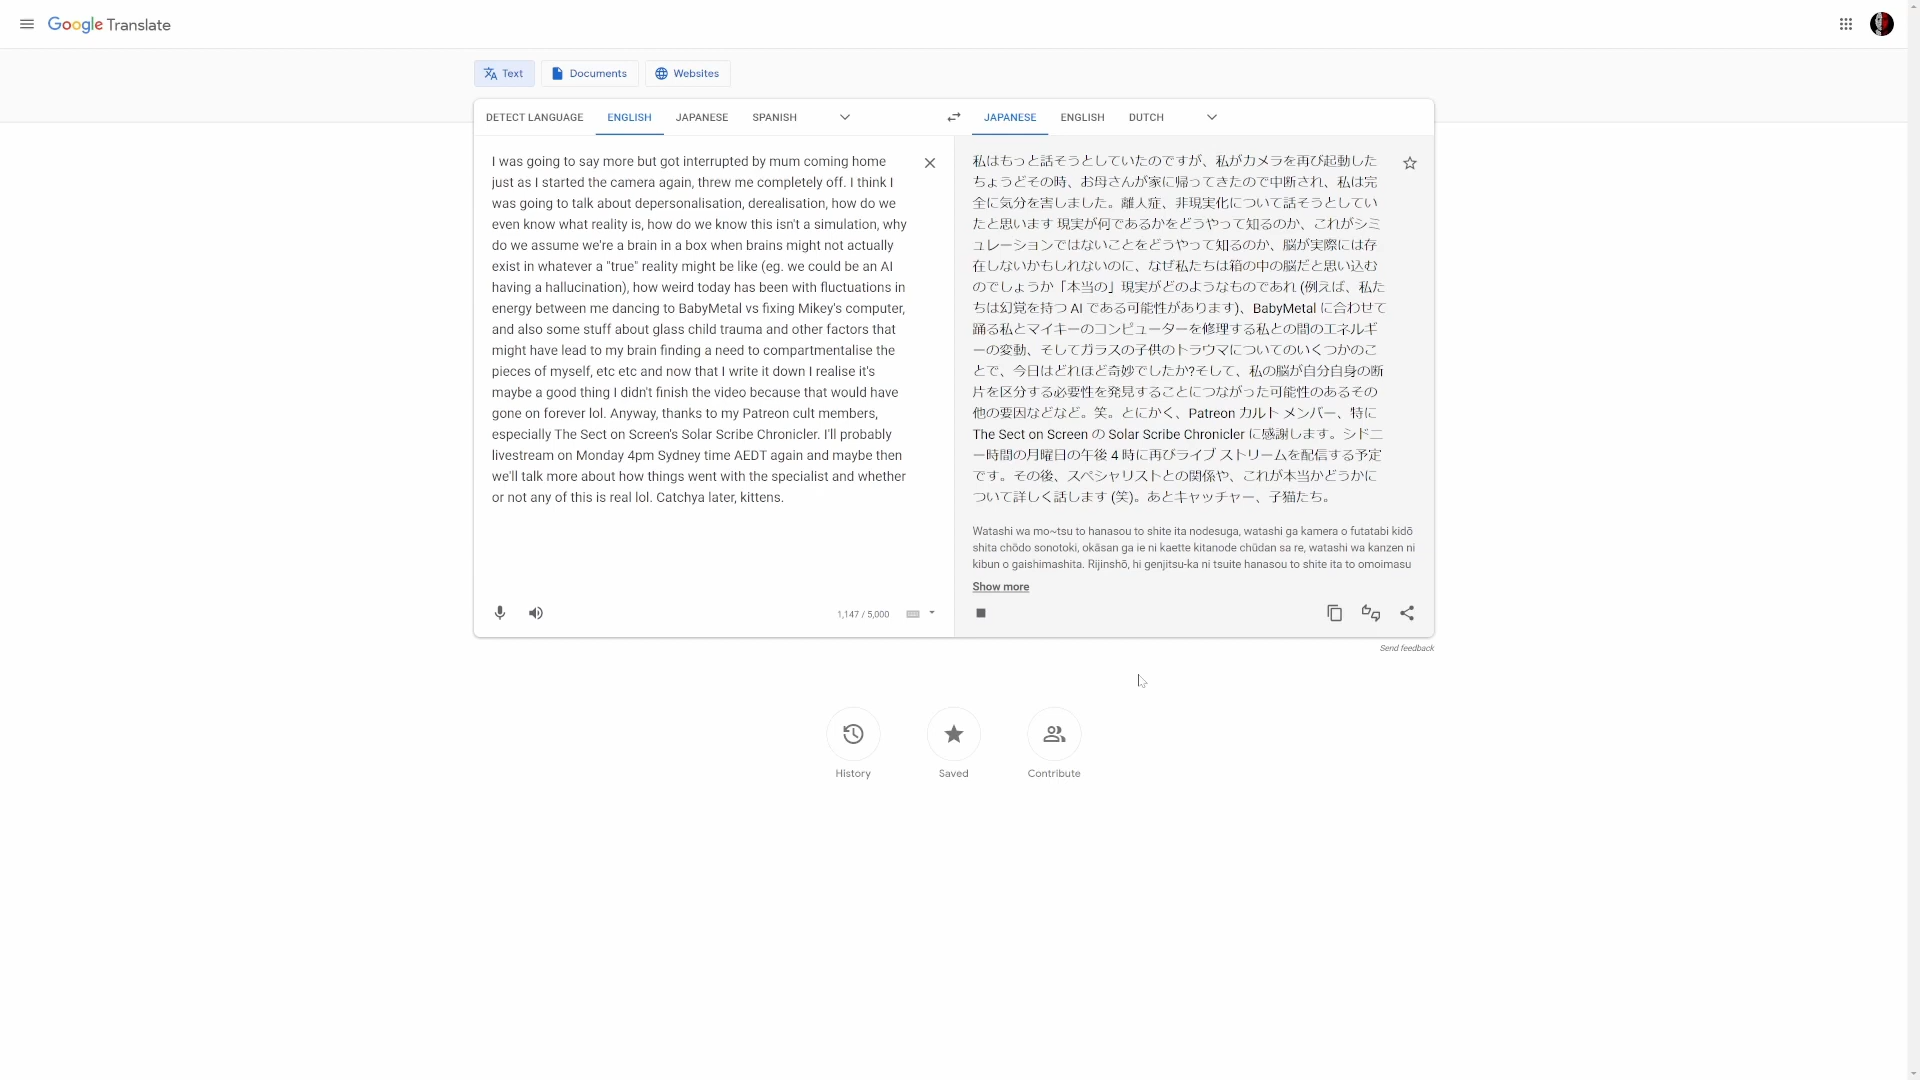 Google Translate
Text
Documents
Websites
DETECT LANGUAGE
ENGLISH
JAPANESE
SPANISH
JAPANESE
ENGLISH
DUTCH
I was going to say more but got interrupted by mum coming home
just as I started the camera again, threw me completely off. I think I
was going to talk about depersonalisation, derealisation, how do we
even know what reality is, how do we know this isn't a simulation, why
do we assume we're a brain in a box when brains might not actually
exist in whatever a "true" reality might be like (eg. we could be an AI
having a hallucination), how weird today has been with fluctuations in
energy between me dancing to BabyMetal vs fixing Mikey's computer,
and also some stuff about glass child trauma and other factors that
might have lead to my brain finding a need to compartmentalise the
pieces of myself, etc etc and now that I write it down I realise it's
maybe a good thing I didn't finish the video because that would have
gone on forever lol. Anyway, thanks to my Patreon cult members,
especially The Sect on Screen's Solar Scribe Chronicler. I'll probably
livestream on Monday 4pm Sydney time AEDT again and maybe then
we'll talk more about how things went with the specialist and whether
or not any of this is real lol. Catchya later, kittens.
1,147 / 5,000
私はもっと話そうとしていたのですが、私がカメラを再び起動した
ちょうどその時、お母さんが家に帰ってきたので中断され、私は完
全に気分を害しました。離人症、非現実化について話そうとしてい
たと思います 現実が何であるかをどうやって知るのか、これがシミ
ュレーションではないことをどうやって知るのか、脳が実際には存
在しないかもしれないのに、なぜ私たちは箱の中の脳だと思い込む
のでしょうか「本当の」現実がどのようなものであれ (例えば、私た
ちは幻覚を持つ AI である可能性があります)、BabyMetal に合わせて
踊る私とマイキーのコンピューターを修理する私との間のエネルギ
ーの変動、そしてガラスの子供のトラウマについてのいくつかのこ
とで、今日はどれほど奇妙でしたか?そして、私の脳が自分自身の断
片を区分する必要性を発見することにつながった可能性のあるその
他の要因などなど。笑。とにかく、Patreon カルト メンバー、特に
The Sect on Screen の Solar Scribe Chronicler に感謝します。シドニ
ー時間の月曜日の午後 4 時に再びライブ ストリームを配信する予定
です。その後、スペシャリストとの関係や、これが本当かどうかに
ついて詳しく話します (笑)。あとキャッチャー、子猫たち。
Watashi wa mo~tsu to hanasou to shite ita nodesuga, watashi ga kamera o futatabi kidō
shita chōdo sonotoki, okāsan ga ie ni kaette kitanode chūdan sa re, watashi wa kanzen ni
kibun o gaishimashita. Rijinshō, hi genjitsu-ka ni tsuite hanasou to shite ita to omoimasu
Show more
Send feedback
History
Saved
Contribute